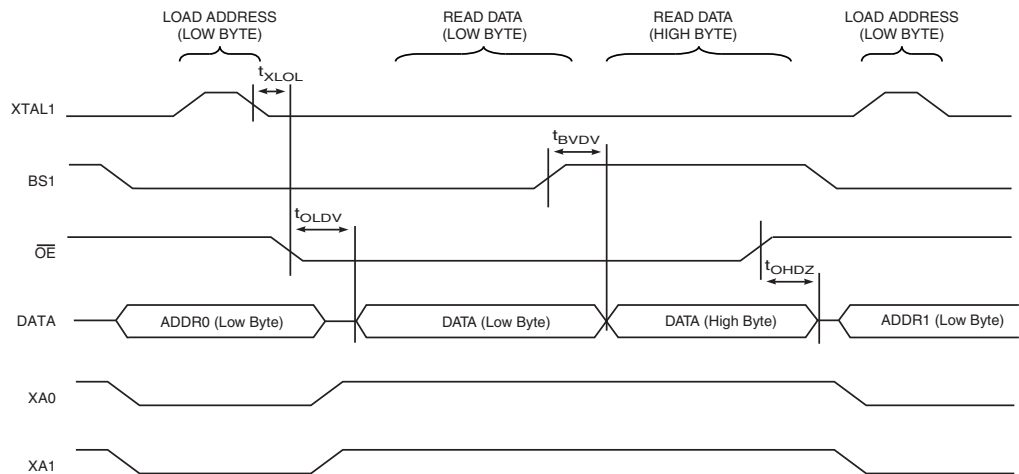 LOAD ADDRESS
(LOW BYTE)
READ DATA
(LOW BYTE)
READ DATA
(HIGH BYTE)
LOAD ADDRESS
(LOW BYTE)
tXLOL
XTAL1
tBVDV
BS1
tOLDV
OE
tOHDZ
DATA
ADDR0 (Low Byte)
DATA (Low Byte)
DATA (High Byte)
ADDR1 (Low Byte)
XA0
XA1